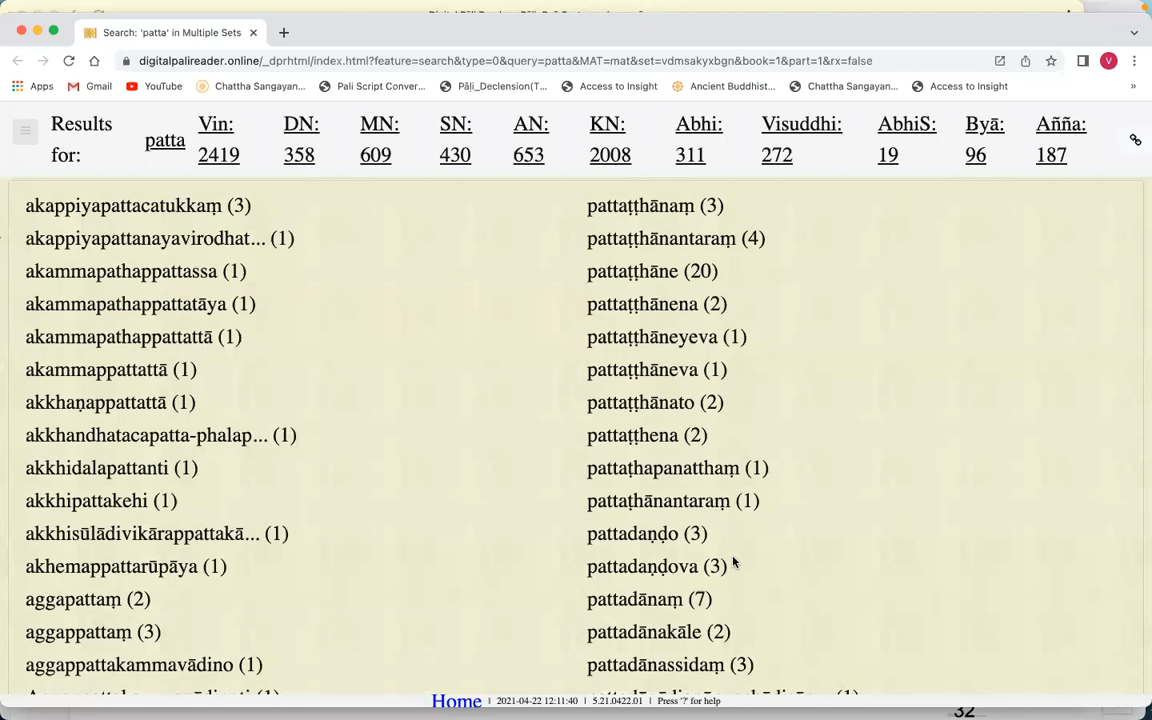 Search: 'patta' in Multiple Sets
digitalpalireader.online/_dprhtml/index.html?feature=search&type=0&query=patta&MAT=mat&set=vdmsakyxbgn&book=1&part=1&rx=false
V
Apps Gmail YouTube Chattha Sangayan... Pali Script Conver... Pāḷi_Declension(T... Access to Insight Ancient Buddhist... Chattha Sangayan... Access to Insight »
Results for: patta Vin: 2419 DN: 358 MN: 609 SN: 430 AN: 653 KN: 2008 Abhi: 311 Visuddhi: 272 AbhiS: 19 Byā: 96 Añña: 187
akappiyapattacatukkaṃ (3)
akappiyapattanayavirodhat... (1)
akammapathappattassa (1)
akammapathappattatāya (1)
akammapathappattattā (1)
akammappattattā (1)
akkhaṇappattattā (1)
akkhandhatacapatta-phalap... (1)
akkhidalapattanti (1)
akkhipattakehi (1)
akkhisūlādivikārappattakā... (1)
akhemappattarūpāya (1)
aggapattaṃ (2)
aggappattaṃ (3)
aggappattakammavādino (1)
pattaṭṭhānaṃ (3)
pattaṭṭhānantaraṃ (4)
pattaṭṭhāne (20)
pattaṭṭhānena (2)
pattaṭṭhāneyeva (1)
pattaṭṭhāneva (1)
pattaṭṭhānato (2)
pattaṭṭhena (2)
pattaṭhapanatthaṃ (1)
pattaṭhānantaraṃ (1)
pattadaṇḍo (3)
pattadaṇḍova (3)
pattadānaṃ (7)
pattadānakāle (2)
pattadānassidaṃ (3)
Home | 2021-04-22 12:11:40 | 5.21.0422.01 | Press '?' for help
32